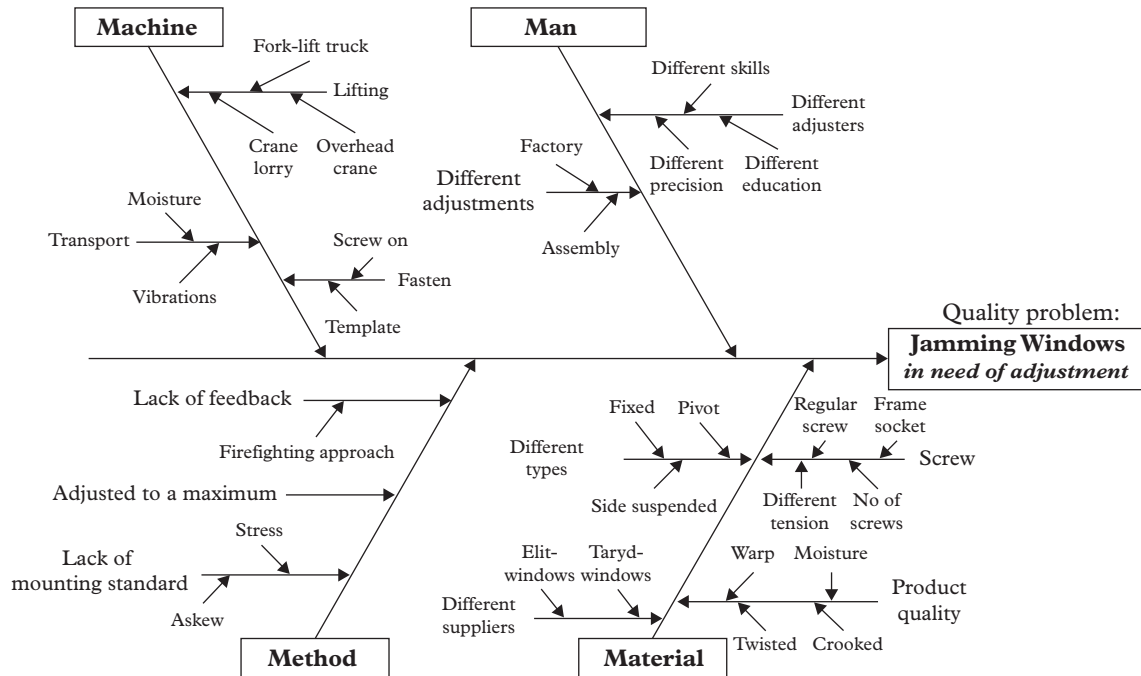 Machine
Man
Fork-lift truck
Lifting
Crane
lorry
Overhead
crane
Moisture
Transport
Vibrations
Screw on
Fasten
Template
Different skills
Different
adjusters
Different
precision
Different
education
Factory
Different
adjustments
Assembly
Quality problem:
Jamming Windows
in need of adjustment
Lack of feedback
Firefighting approach
Adjusted to a maximum
Stress
Lack of
mounting standard
Askew
Fixed
Pivot
Different
types
Side suspended
Regular
screw
Frame
socket
Screw
Different
tension
No of
screws
Elit-
windows
Taryd-
windows
Different
suppliers
Warp
Moisture
Product
quality
Twisted
Crooked
Method
Material